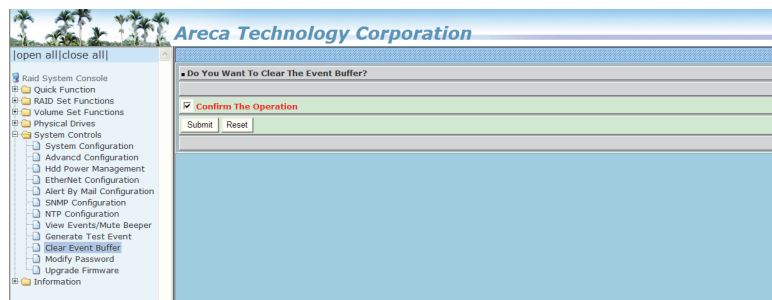 Areca Technology Corporation
|open all|close all|
Raid System Console
Quick Function
RAID Set Functions
Volume Set Functions
Physical Drives
System Controls
System Configuration
Advancd Configuration
Hdd Power Management
EtherNet Configuration
Alert By Mail Configuration
SNMP Configuration
NTP Configuration
View Events/Mute Beeper
Generate Test Event
Clear Event Buffer
Modify Password
Upgrade Firmware
Information
Do You Want To Clear The Event Buffer?
Confirm The Operation
Submit Reset